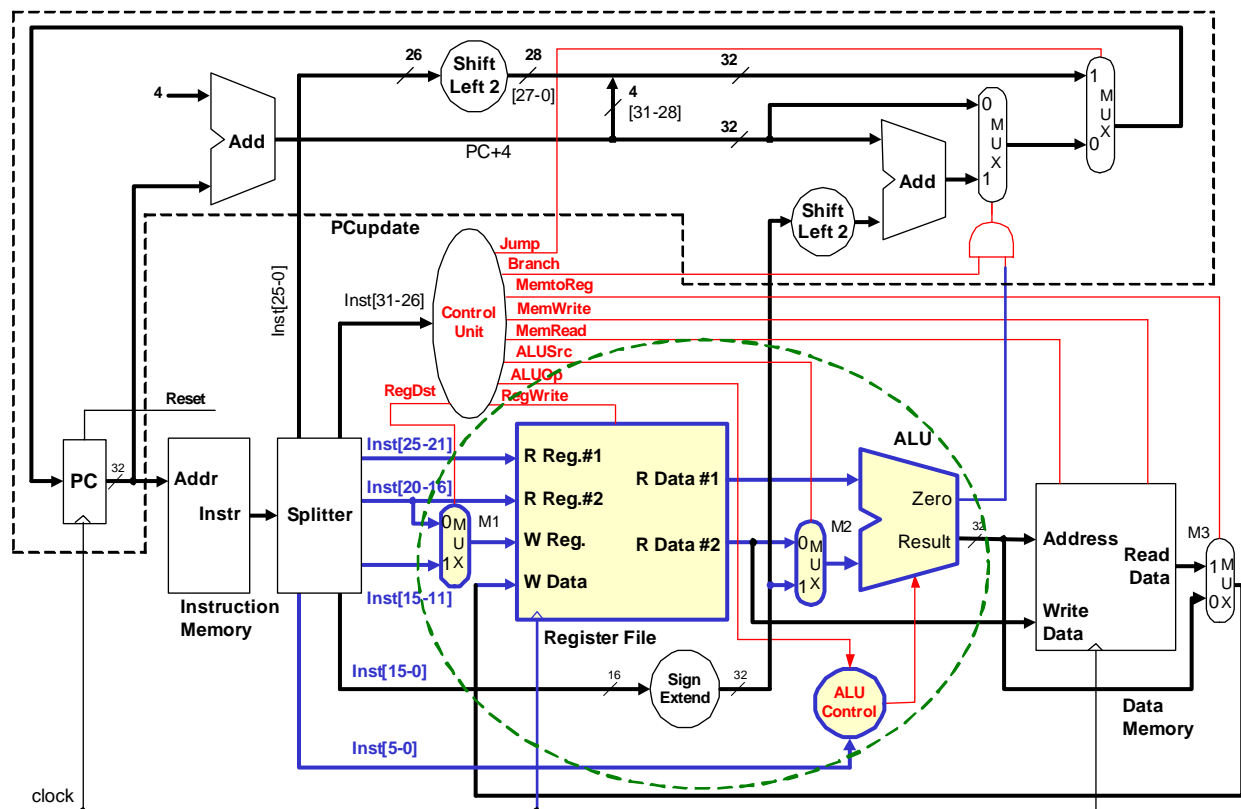 26
Shift
Left 2
28
[27-0]
32
1
M
U
X
0
4
4
[31-28]
Add
PC+4
32
0
M
U
X
1
Add
Shift
Left 2
PCupdate
Inst[25-0]
Inst[31-26]
Control
Unit
Jump
Branch
MemtoReg
MemWrite
MemRead
ALUSrc
ALUOp
RegWrite
RegDst
Reset
PC
32
Addr
Instr
Instruction
Memory
Splitter
Inst[25-21]
Inst[20-16]
Inst[15-11]
0
M
U
X
1
M1
R Reg.#1
R Reg.#2
W Reg.
W Data
R Data #1
R Data #2
Register File
0
M
U
X
1
M2
ALU
Zero
Result
32
Address
Read
Data
Write
Data
Data
Memory
M3
1
M
U
X
0
Inst[15-0]
16
Sign
Extend
32
ALU
Control
Inst[5-0]
clock